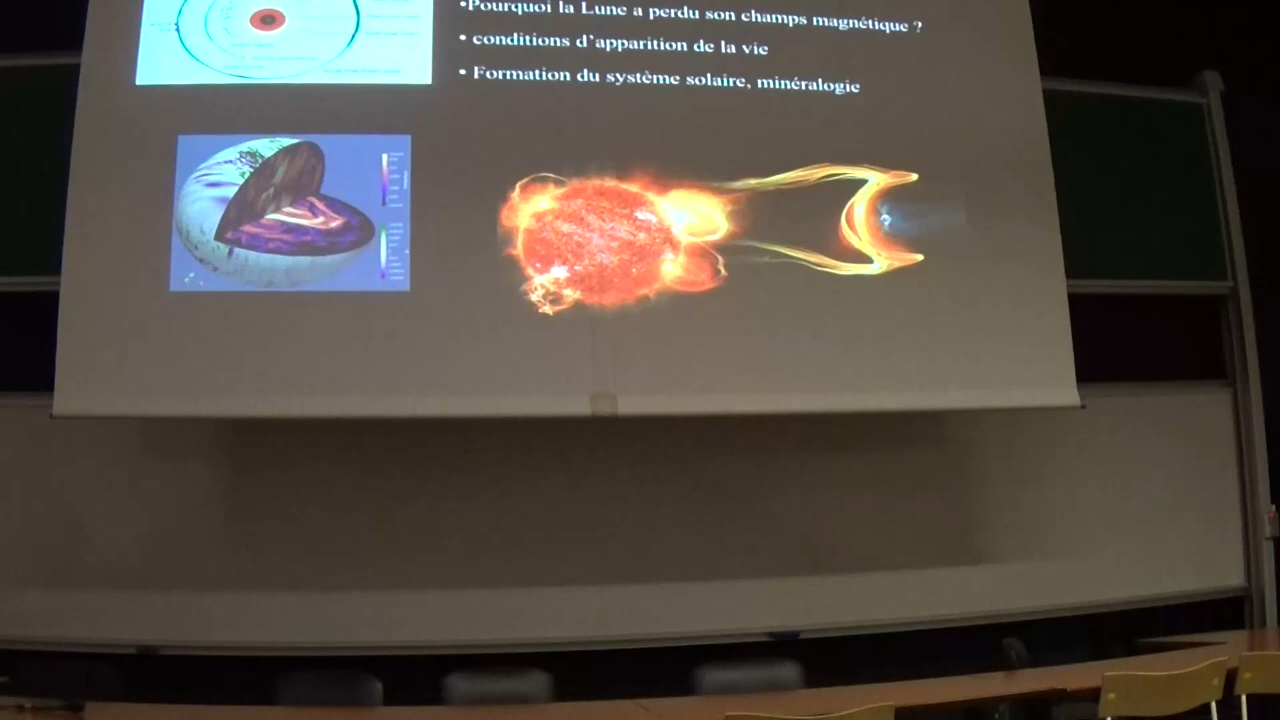 •Pourquoi la Lune a perdu son champs magnétique ?
• conditions d'apparition de la vie
• Formation du système solaire, minéralogie